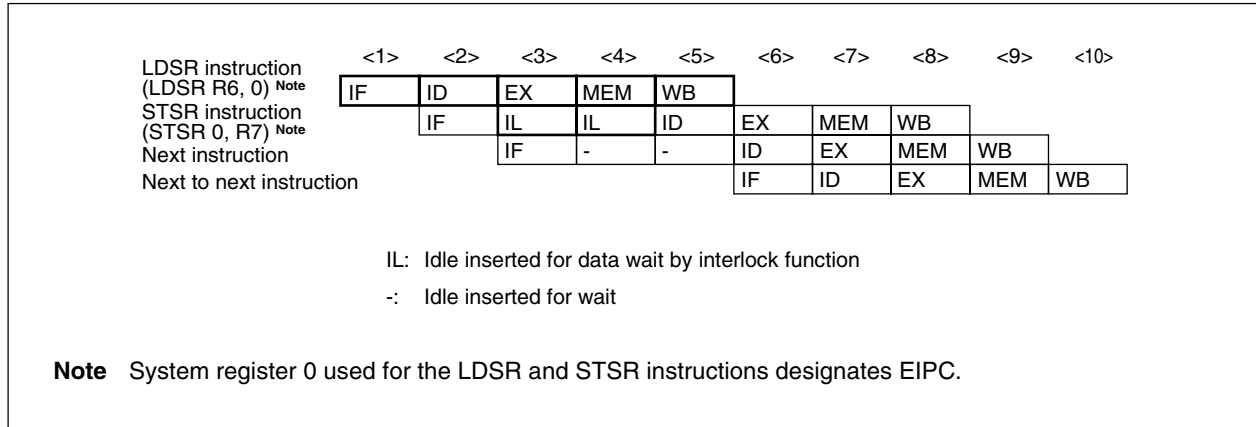 <1> <2> <3> <4> <5> <6> <7> <8> <9> <10>
LDSR instruction
(LDSR R6, 0) Note IF ID EX MEM WB
STSR instruction
(STSR 0, R7) Note IF IL IL ID EX MEM WB
Next instruction IF - - ID EX MEM WB
Next to next instruction IF ID EX MEM WB
IL: Idle inserted for data wait by interlock function
-: Idle inserted for wait
Note System register 0 used for the LDSR and STSR instructions designates EIPC.